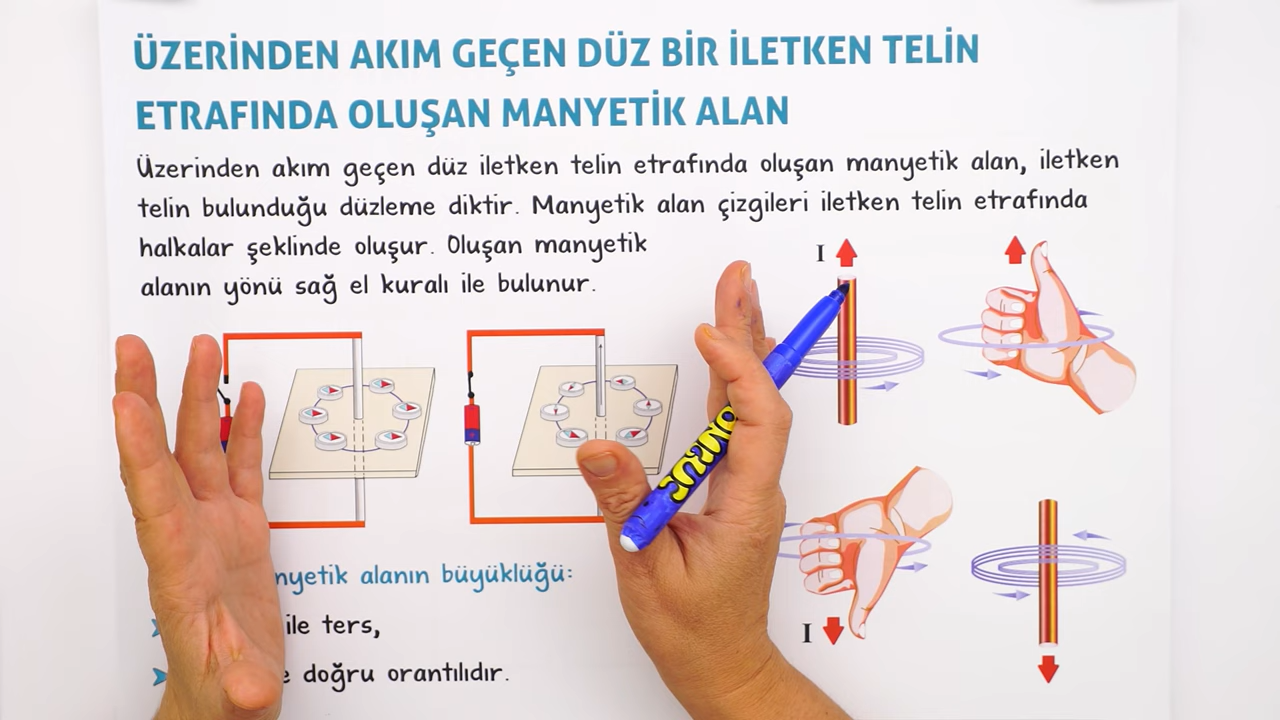 ÜZERİNDEN AKIM GEÇEN DÜZ BİR İLETKEN TELİN
ETRAFINDA OLUŞAN MANYETİK ALAN
Üzerinden akım geçen düz iletken telin etrafında oluşan manyetik alan, iletken
telin bulunduğu düzleme diktir. Manyetik alan çizgileri iletken telin etrafında
halkalar şeklinde oluşur. Oluşan manyetik
alanın yönü sağ el kuralı ile bulunur.
I
I
alanın büyüklüğü:
ile ters,
doğru orantılıdır.